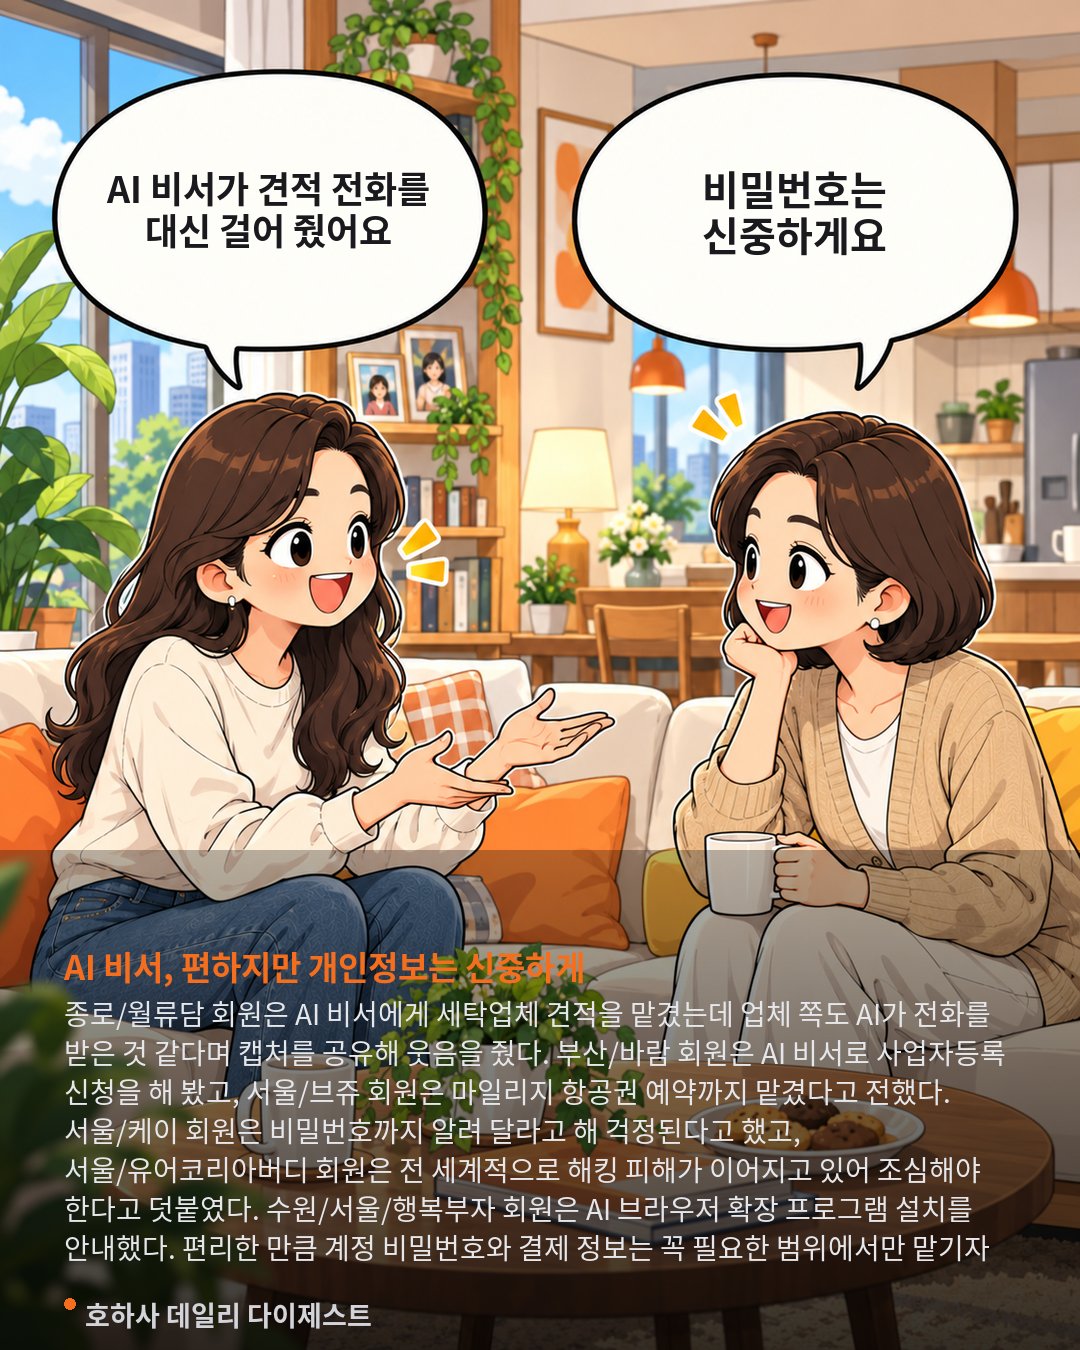 AI 비서가 견적 전화를
대신 걸어 줬어요
비밀번호는
신중하게요
AI 비서, 편하지만 개인정보는 신중하게
종로/월류담 회원은 AI 비서에게 세탁업체 견적을 맡겼는데 업체 쪽도 AI가 전화를
받은 것 같다며 캡처를 공유해 웃음을 줬다. 부산/바람 회원은 AI 비서로 사업자등록
신청을 해 봤고, 서울/브쥬 회원은 마일리지 항공권 예약까지 맡겼다고 전했다.
서울/케이 회원은 비밀번호까지 알려 달라고 해 걱정된다고 했고,
서울/유어코리아버디 회원은 전 세계적으로 해킹 피해가 이어지고 있어 조심해야
한다고 덧붙였다. 수원/서울/행복부자 회원은 AI 브라우저 확장 프로그램 설치를
안내했다. 편리한 만큼 계정 비밀번호와 결제 정보는 꼭 필요한 범위에서만 맡기자
호하사 데일리 다이제스트